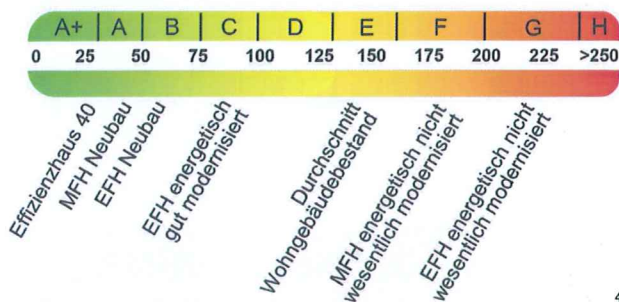 A+ A B C D E F G H
0 25 50 75 100 125 150 175 200 225 >250
Effizienzhaus 40
MFH Neubau
EFH Neubau
EFH energetisch
gut modernisiert
Durchschnitt
Wohngebäudebestand
MFH energetisch nicht
wesentlich modernisiert
EFH energetisch nicht
wesentlich modernisiert
4